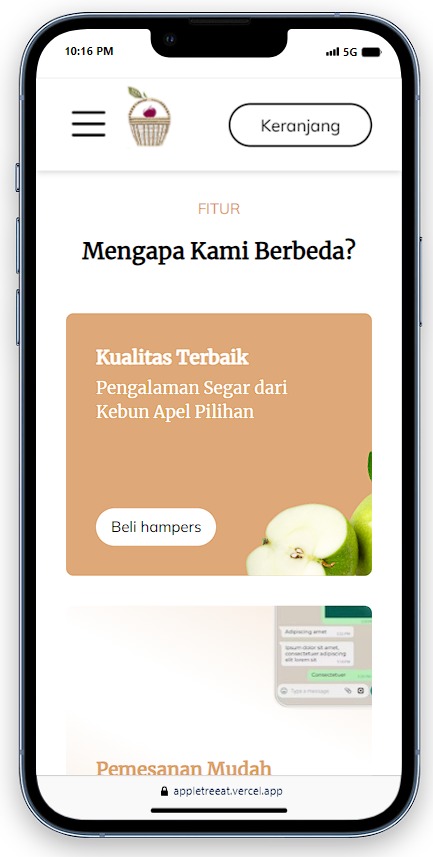 10:16 PM
5G
Keranjang
FITUR
Mengapa Kami Berbeda?
Kualitas Terbaik
Pengalaman Segar dari
Kebun Apel Pilihan
Beli hampers
Adipiscing amet
Ipsum dolor sit amet,
consectetuer adipiscing
elit lorem sit
Consectetuer
Type a message
Pemesanan Mudah
appletreeat.vercel.app